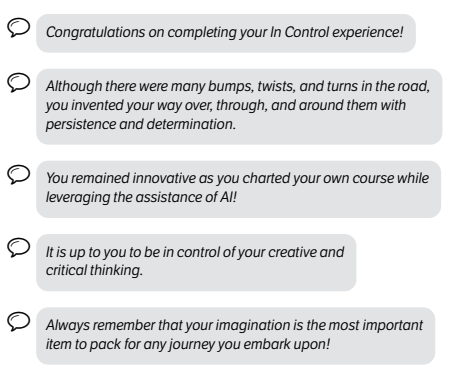 Congratulations on completing your In Control experience!
Although there were many bumps, twists, and turns in the road,
you invented your way over, through, and around them with
persistence and determination.
You remained innovative as you charted your own course while
leveraging the assistance of AI!
It is up to you to be in control of your creative and
critical thinking.
Always remember that your imagination is the most important
item to pack for any journey you embark upon!